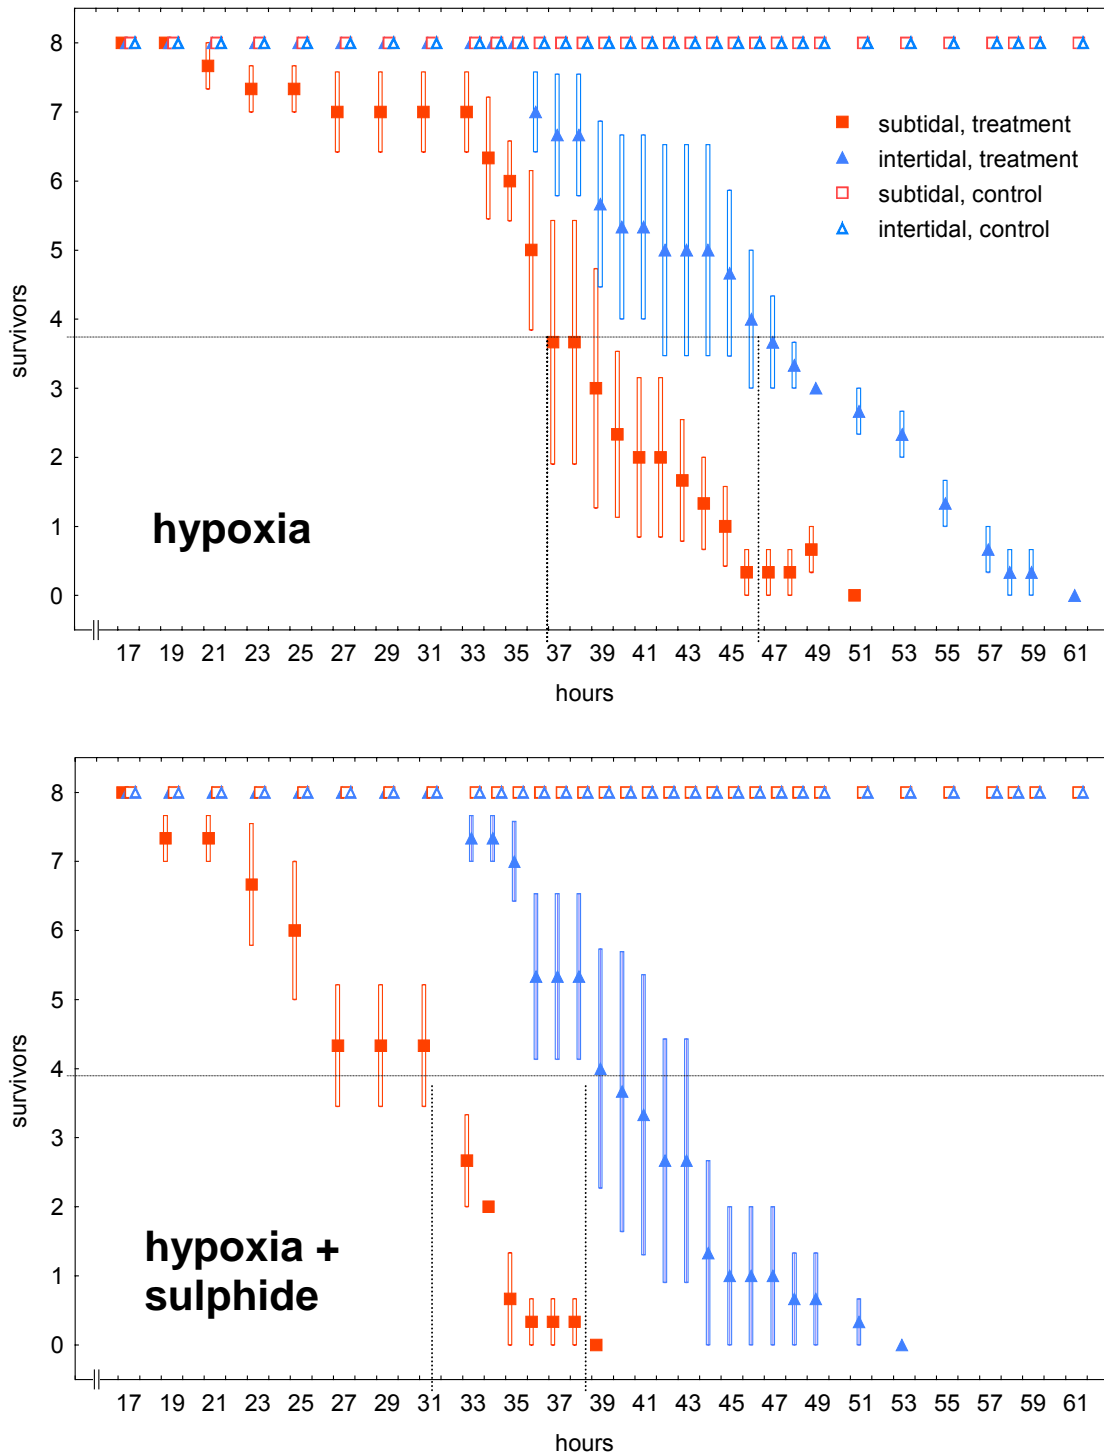 8
7
6
5
4
3
2
1
0
survivors
subtidal, treatment
intertidal, treatment
subtidal, control
intertidal, control
hypoxia
17 19 21 23 25 27 29 31 33 35 37 39 41 43 45 47 49 51 53 55 57 59 61
hours
8
7
6
5
4
3
2
1
0
survivors
hypoxia +
sulphide
17 19 21 23 25 27 29 31 33 35 37 39 41 43 45 47 49 51 53 55 57 59 61
hours